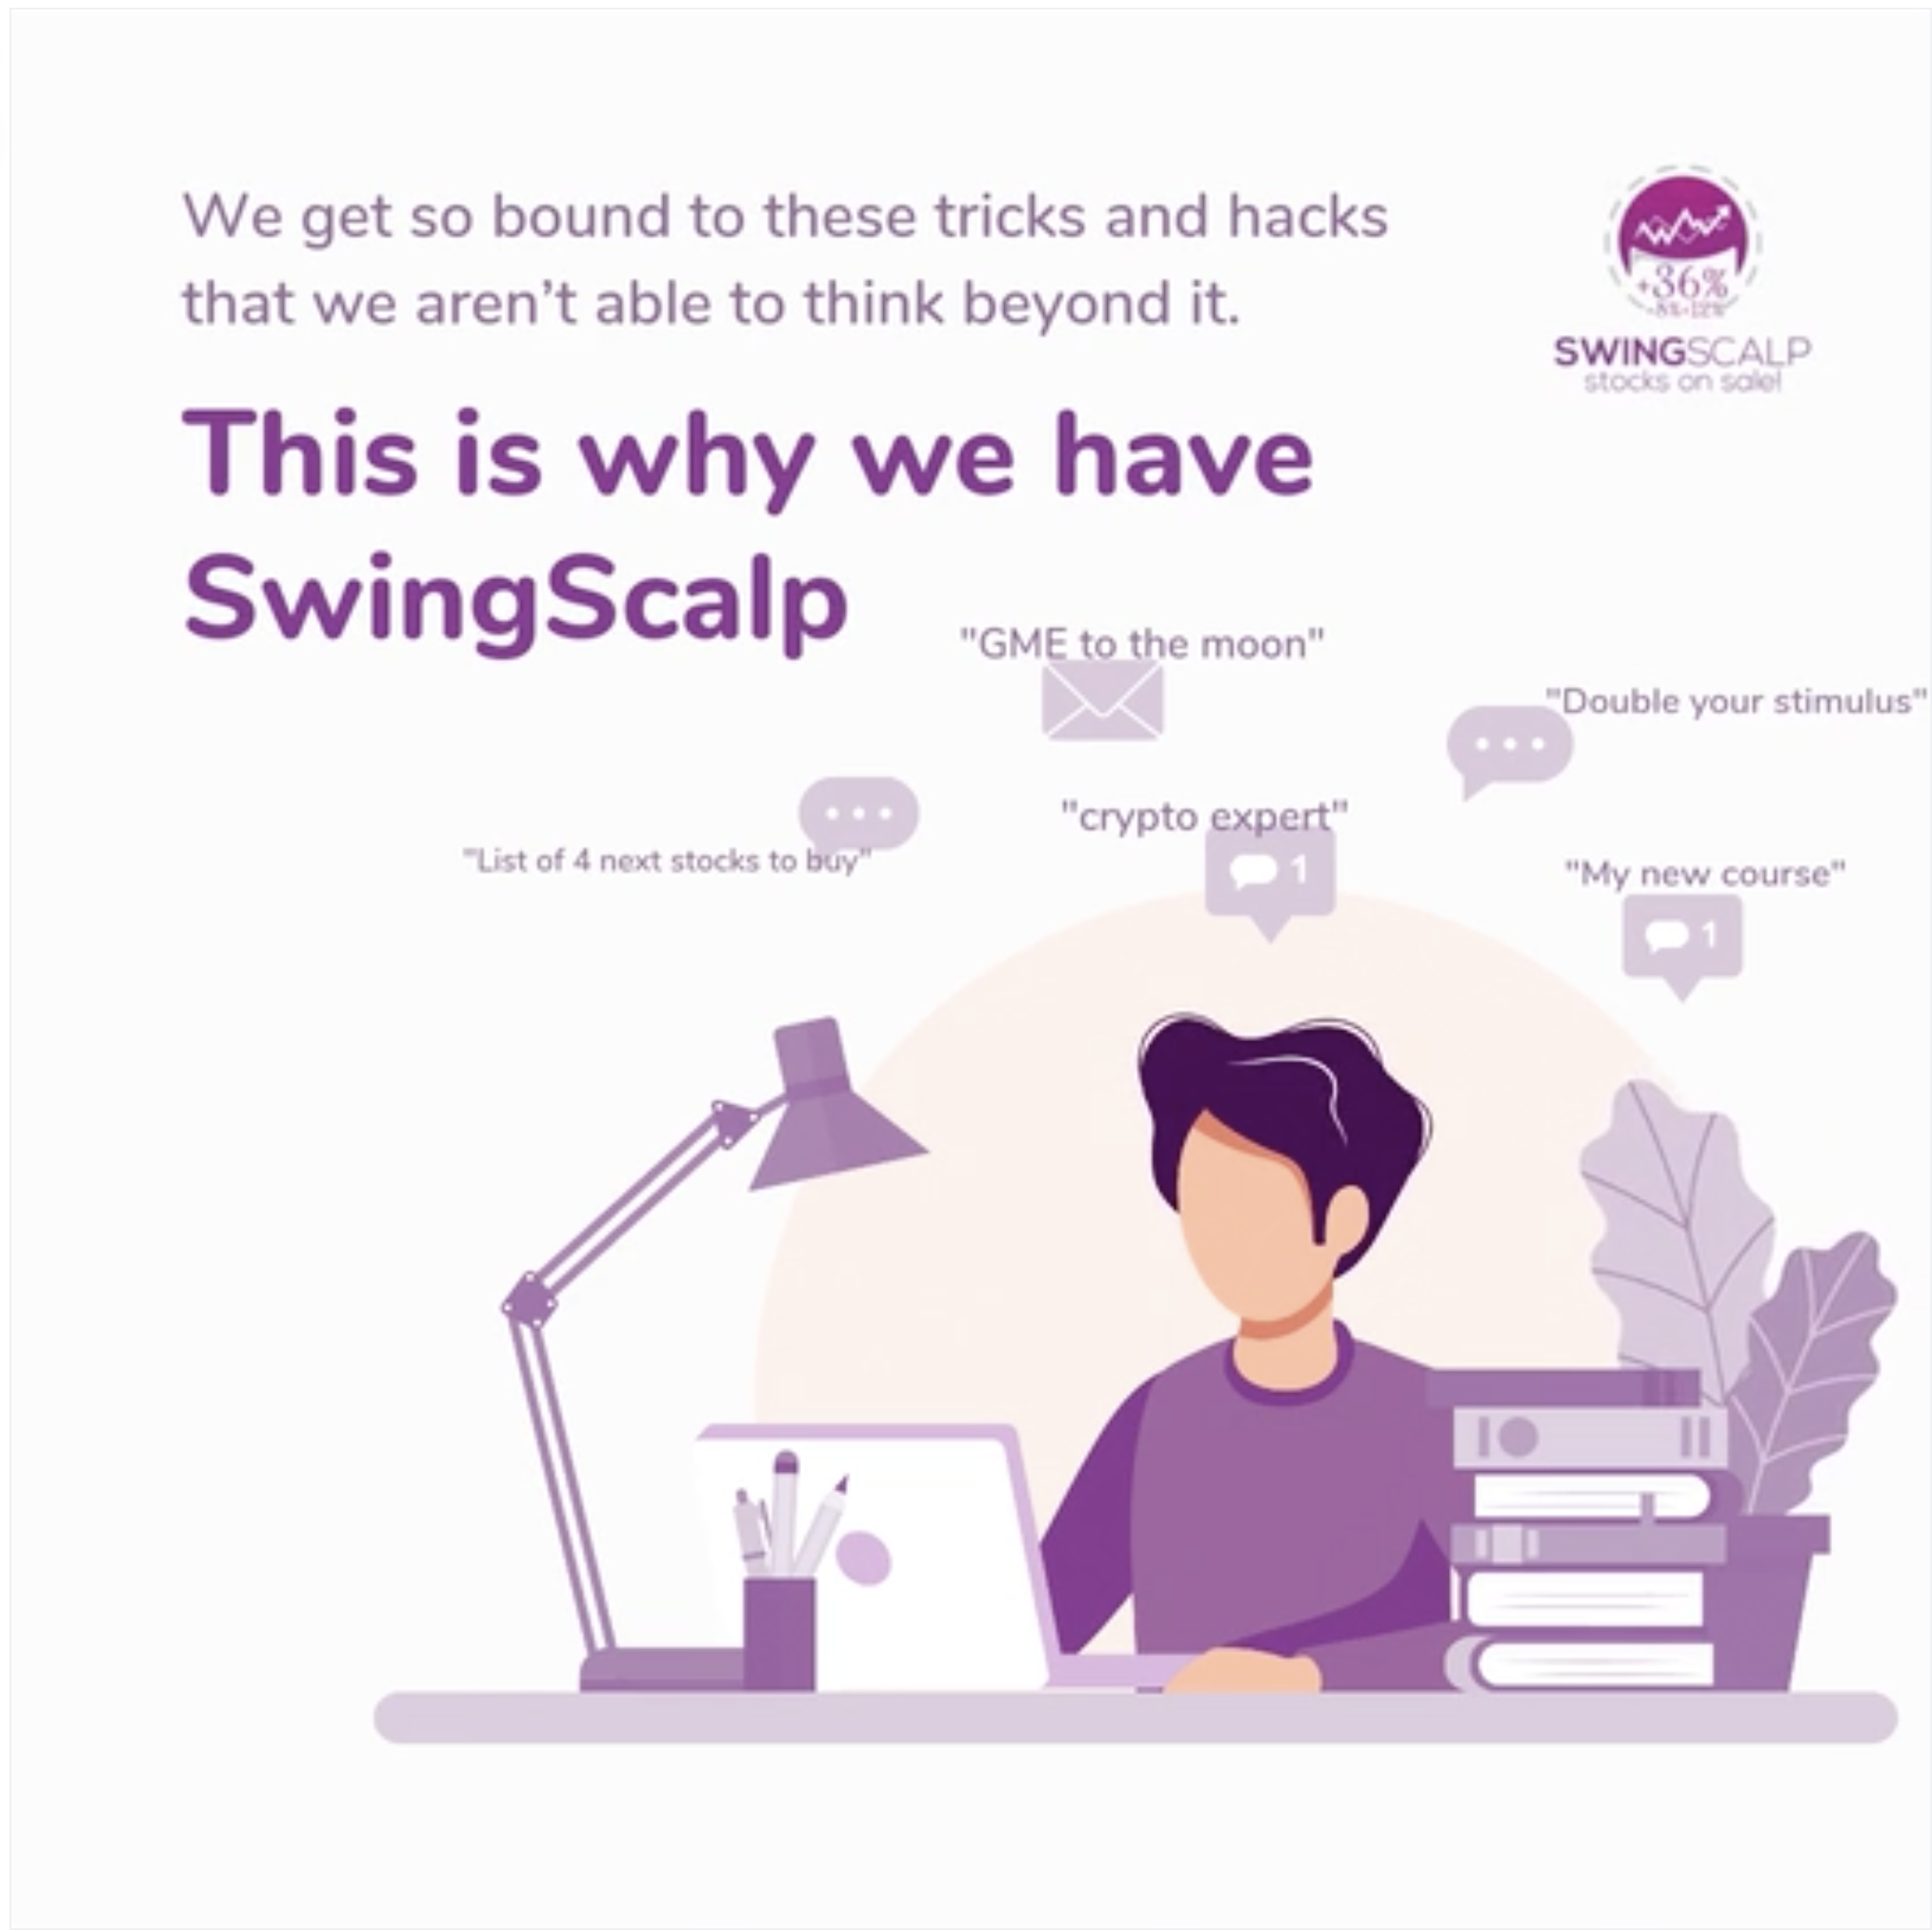 We get so bound to these tricks and hacks
that we aren't able to think beyond it.
+36%
-8%-12%
SWINGSCALP
stocks on sale!
This is why we have
SwingScalp
"GME to the moon"
"Double your stimulus"
"crypto expert"
"List of 4 next stocks to buy"
1
"My new course"
1